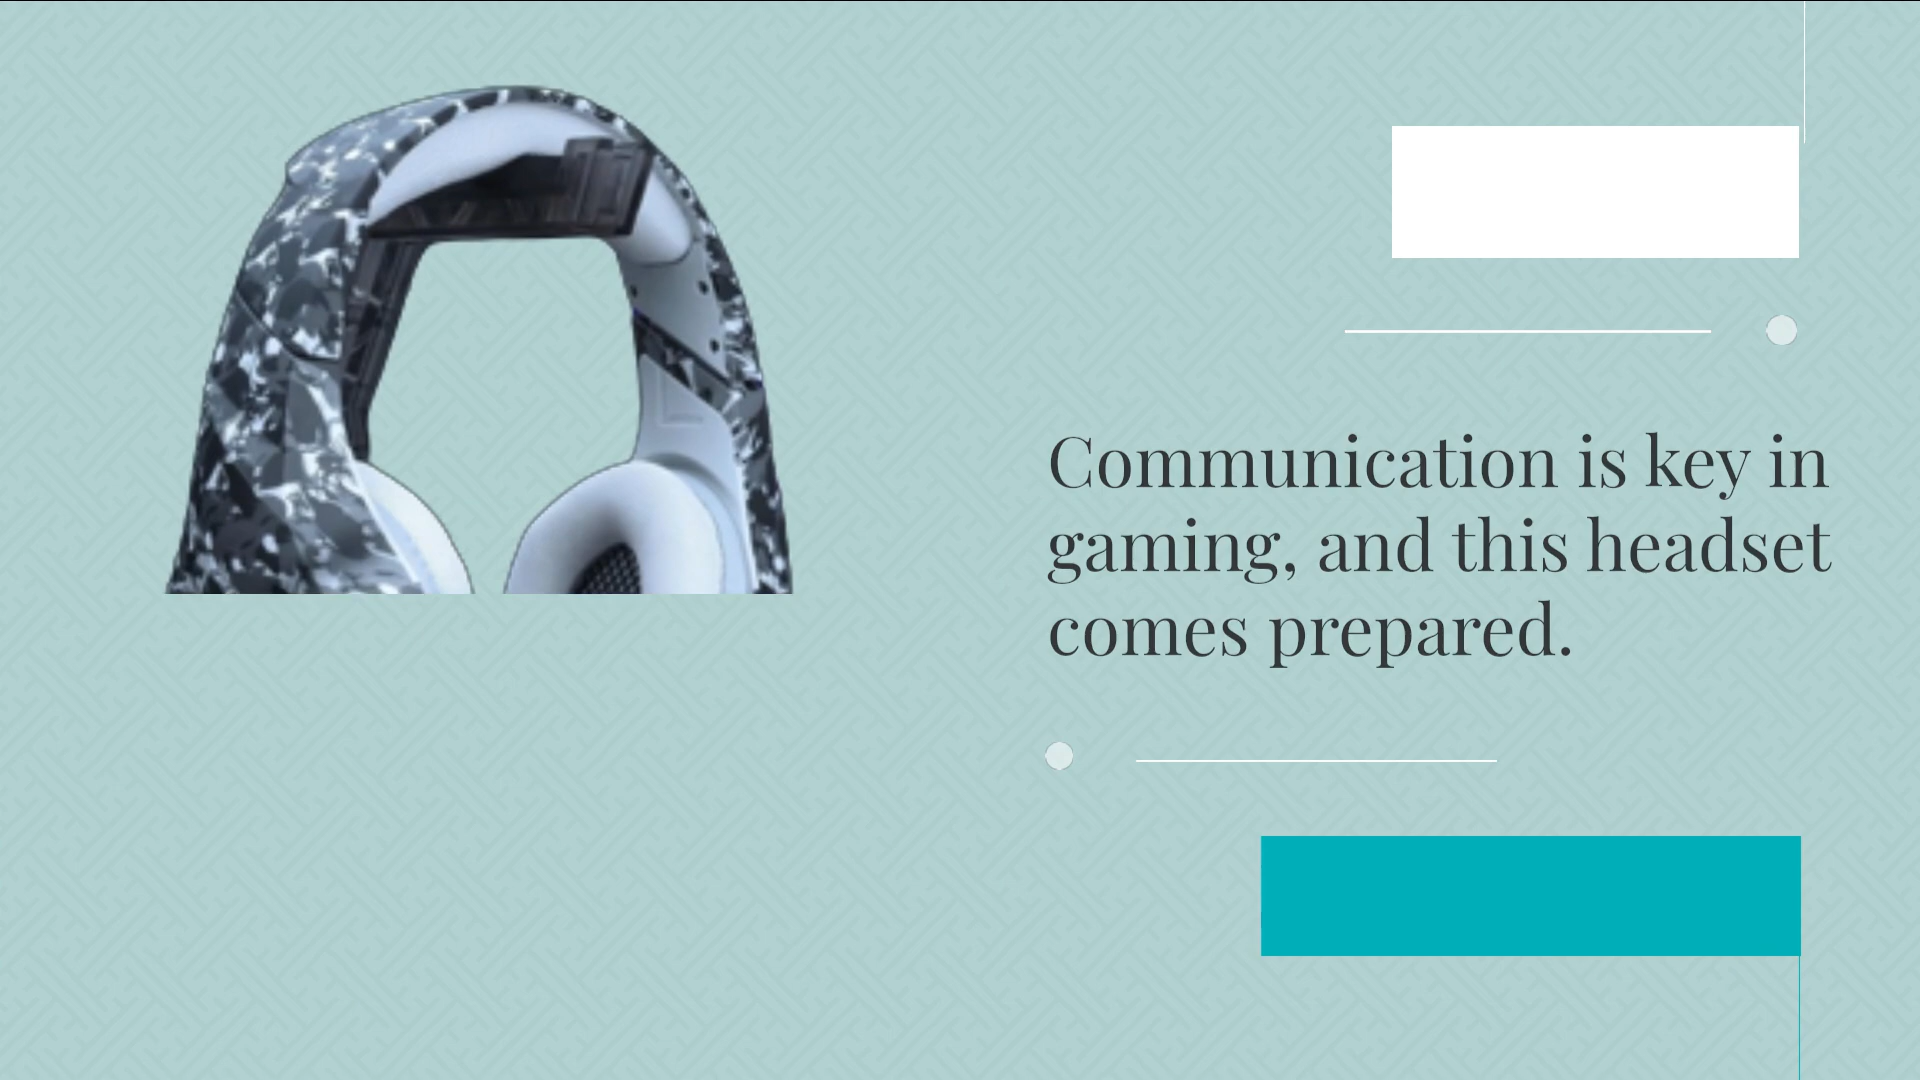 Communication is key in
gaming, and this headset
comes prepared.